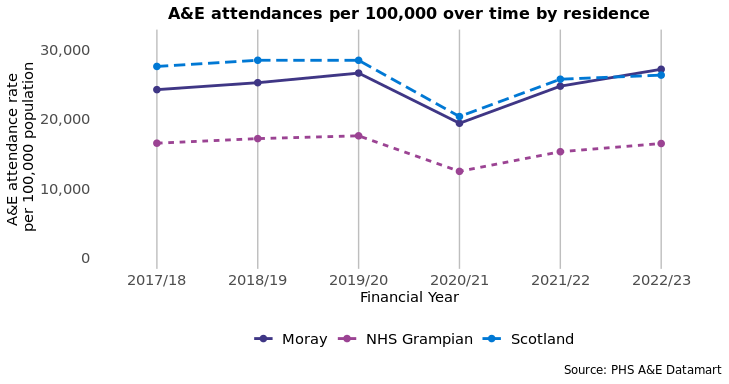 A&E attendances per 100,000 over time by residence
A&E attendance rate
per 100,000 population
30,000
20,000
10,000
0
2017/18 2018/19 2019/20 2020/21 2021/22 2022/23
Financial Year
Moray NHS Grampian Scotland
Source: PHS A&E Datamart